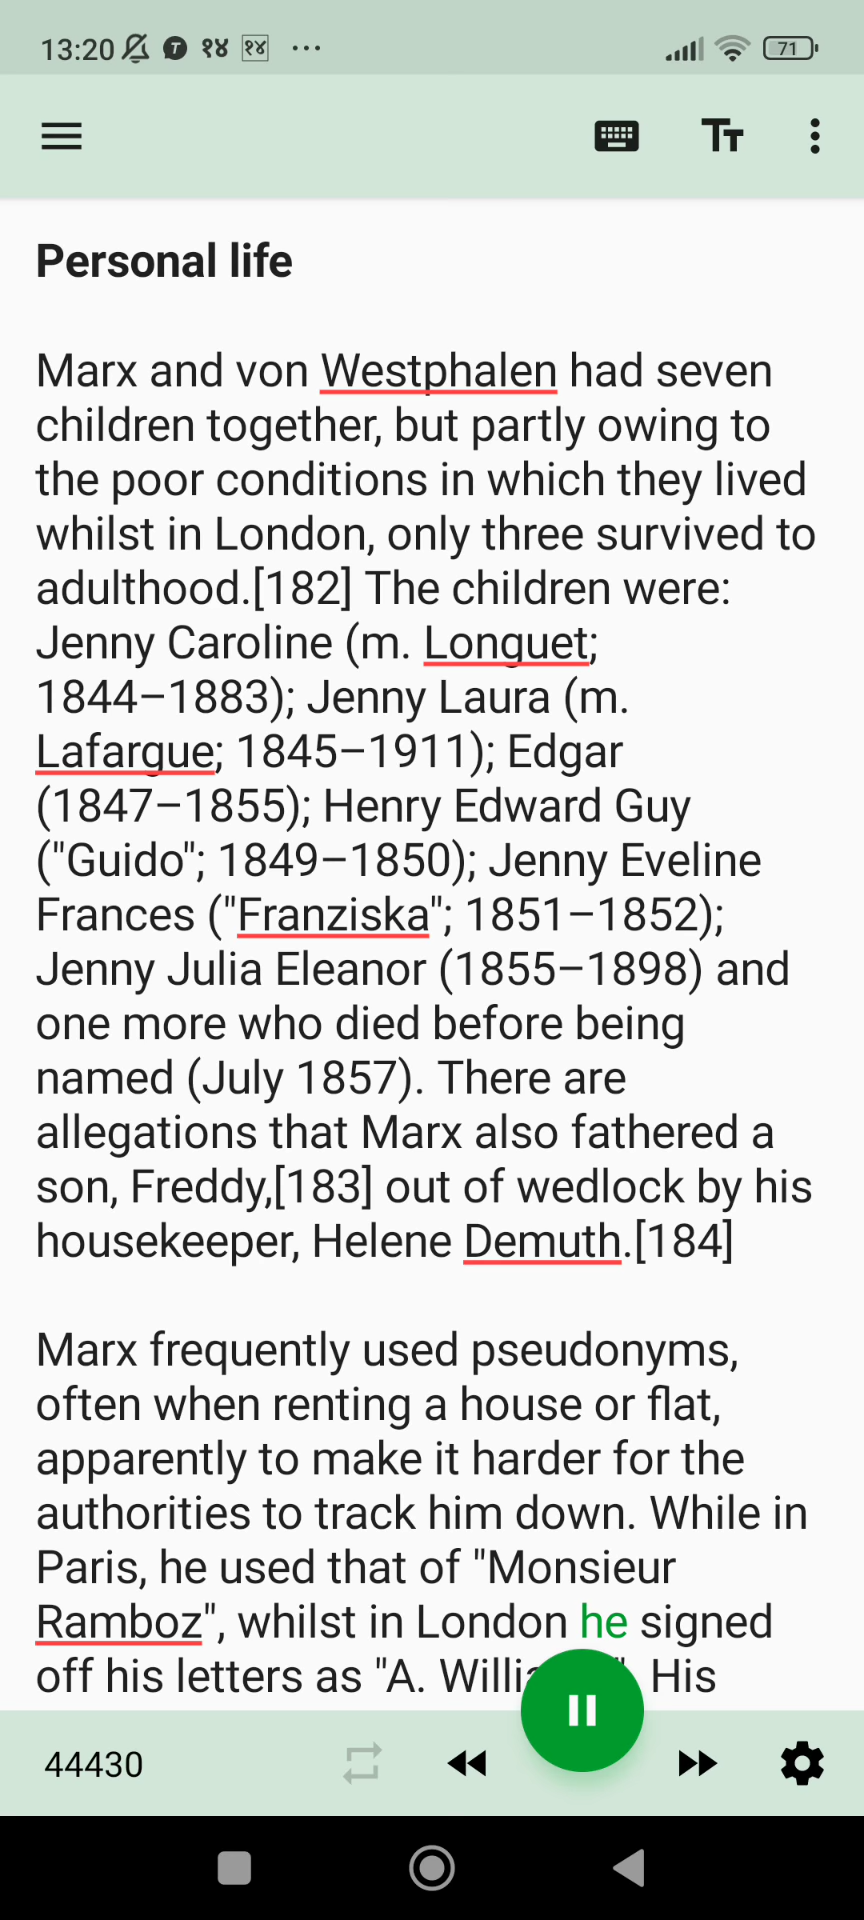 13:20 १४ १४ 71
Personal life
Marx and von Westphalen had seven
children together, but partly owing to
the poor conditions in which they lived
whilst in London, only three survived to
adulthood.[182] The children were:
Jenny Caroline (m. Longuet;
1844–1883); Jenny Laura (m.
Lafargue; 1845–1911); Edgar
(1847–1855); Henry Edward Guy
("Guido"; 1849–1850); Jenny Eveline
Frances ("Franziska"; 1851–1852);
Jenny Julia Eleanor (1855–1898) and
one more who died before being
named (July 1857). There are
allegations that Marx also fathered a
son, Freddy,[183] out of wedlock by his
housekeeper, Helene Demuth.[184]
Marx frequently used pseudonyms,
often when renting a house or flat,
apparently to make it harder for the
authorities to track him down. While in
Paris, he used that of "Monsieur
Ramboz", whilst in London he signed
off his letters as "A. His
44430